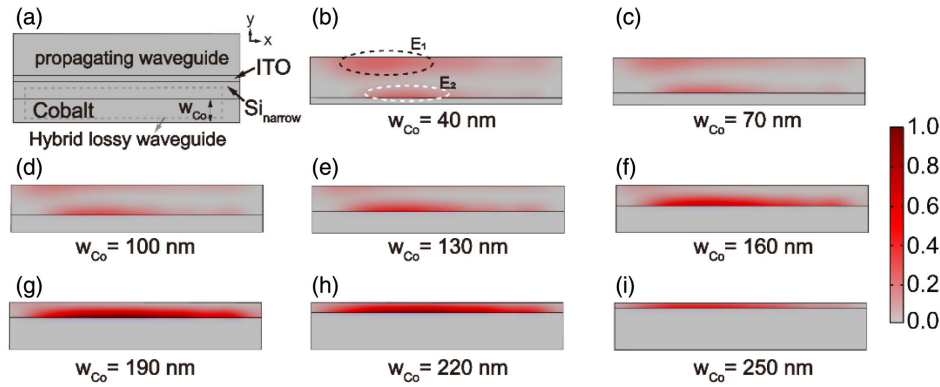 (a)
y
x
propagating waveguide
ITO
Cobalt
w_Co
Si_narrow
Hybrid lossy waveguide
(b)
E₁
E₂
w_Co = 40 nm
(c)
w_Co = 70 nm
(d)
w_Co = 100 nm
(e)
w_Co = 130 nm
(f)
w_Co = 160 nm
1.0
0.8
0.6
0.4
0.2
0.0
(g)
w_Co = 190 nm
(h)
w_Co = 220 nm
(i)
w_Co = 250 nm